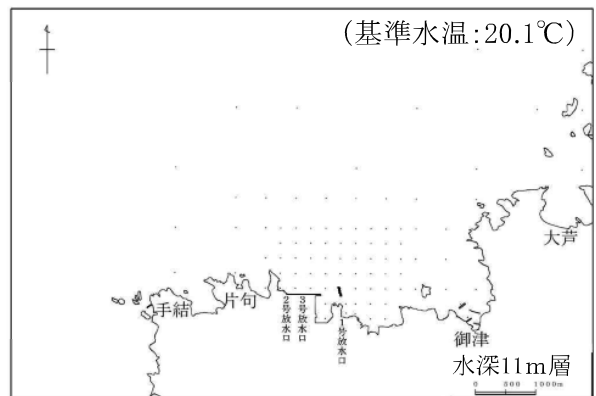 (基準水温:20.1℃)
大芦
片句
手結
2号放水口
3号放水口
1号放水口
御津
水深11m層
0 500 1000m